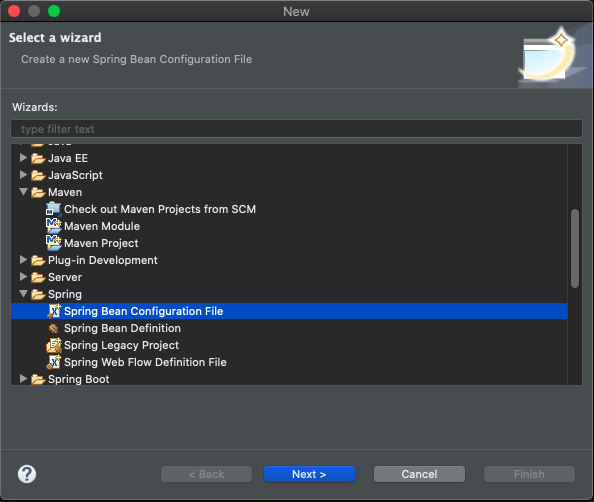 New
Select a wizard
Create a new Spring Bean Configuration File
Wizards:
type filter text
Java
Java EE
JavaScript
Maven
Check out Maven Projects from SCM
Maven Module
Maven Project
Plug-in Development
Server
Spring
Spring Bean Configuration File
Spring Bean Definition
Spring Legacy Project
Spring Web Flow Definition File
Spring Boot
?
< Back
Next >
Cancel
Finish